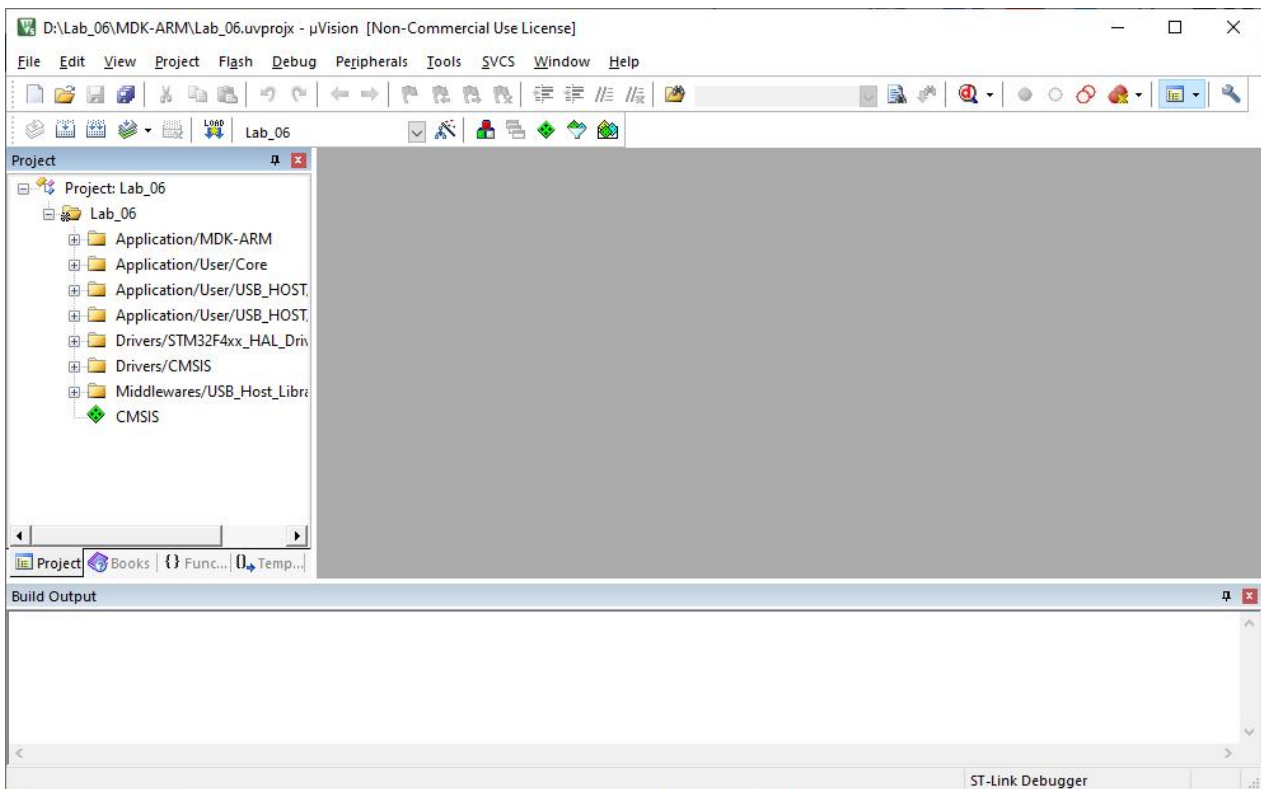 D:\Lab_06\MDK-ARM\Lab_06.uvprojx - µVision [Non-Commercial Use License]
File Edit View Project Flash Debug Peripherals Tools SVCS Window Help
LOAD Lab_06
Project
Project: Lab_06
Lab_06
Application/MDK-ARM
Application/User/Core
Application/User/USB_HOST,
Application/User/USB_HOST,
Drivers/STM32F4xx_HAL_Driv
Drivers/CMSIS
Middlewares/USB_Host_Libra
CMSIS
Project Books {} Func... 0 Temp...
Build Output
ST-Link Debugger